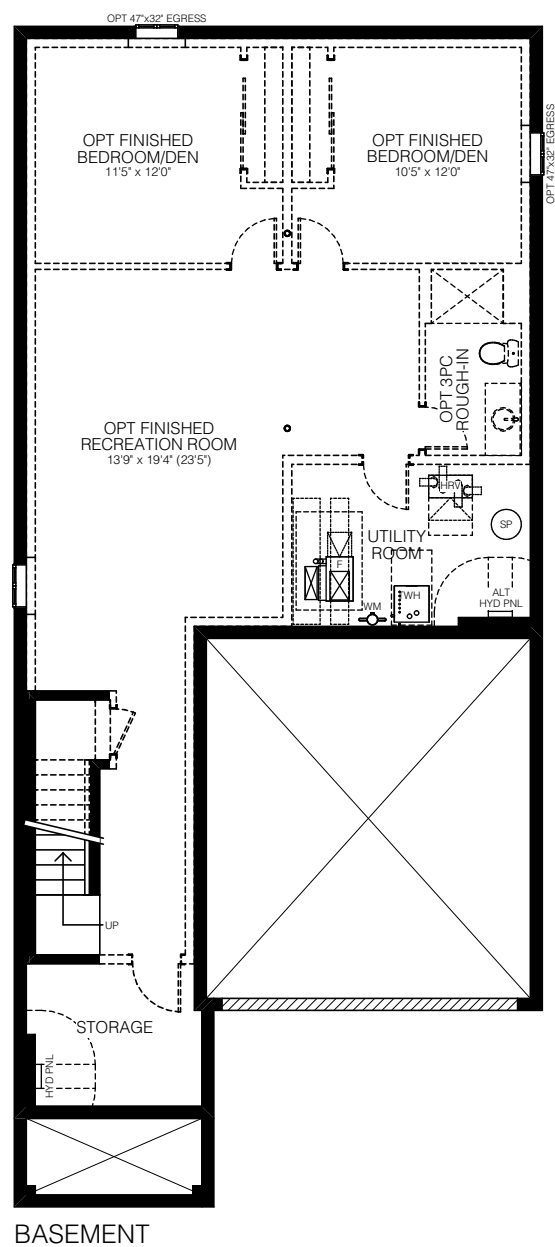 OPT 47"x32" EGRESS
OPT 47"x32" EGRESS
OPT FINISHED
BEDROOM/DEN
11'5" x 12'0"
OPT FINISHED
BEDROOM/DEN
10'5" x 12'0"
OPT 3PC
ROUGH-IN
OPT FINISHED
RECREATION ROOM
13'9" x 19'4" (23'5")
HRV
SP
UTILITY
ROOM
F
WM
WH
ALT
HYD PNL
UP
STORAGE
HYD PNL
BASEMENT